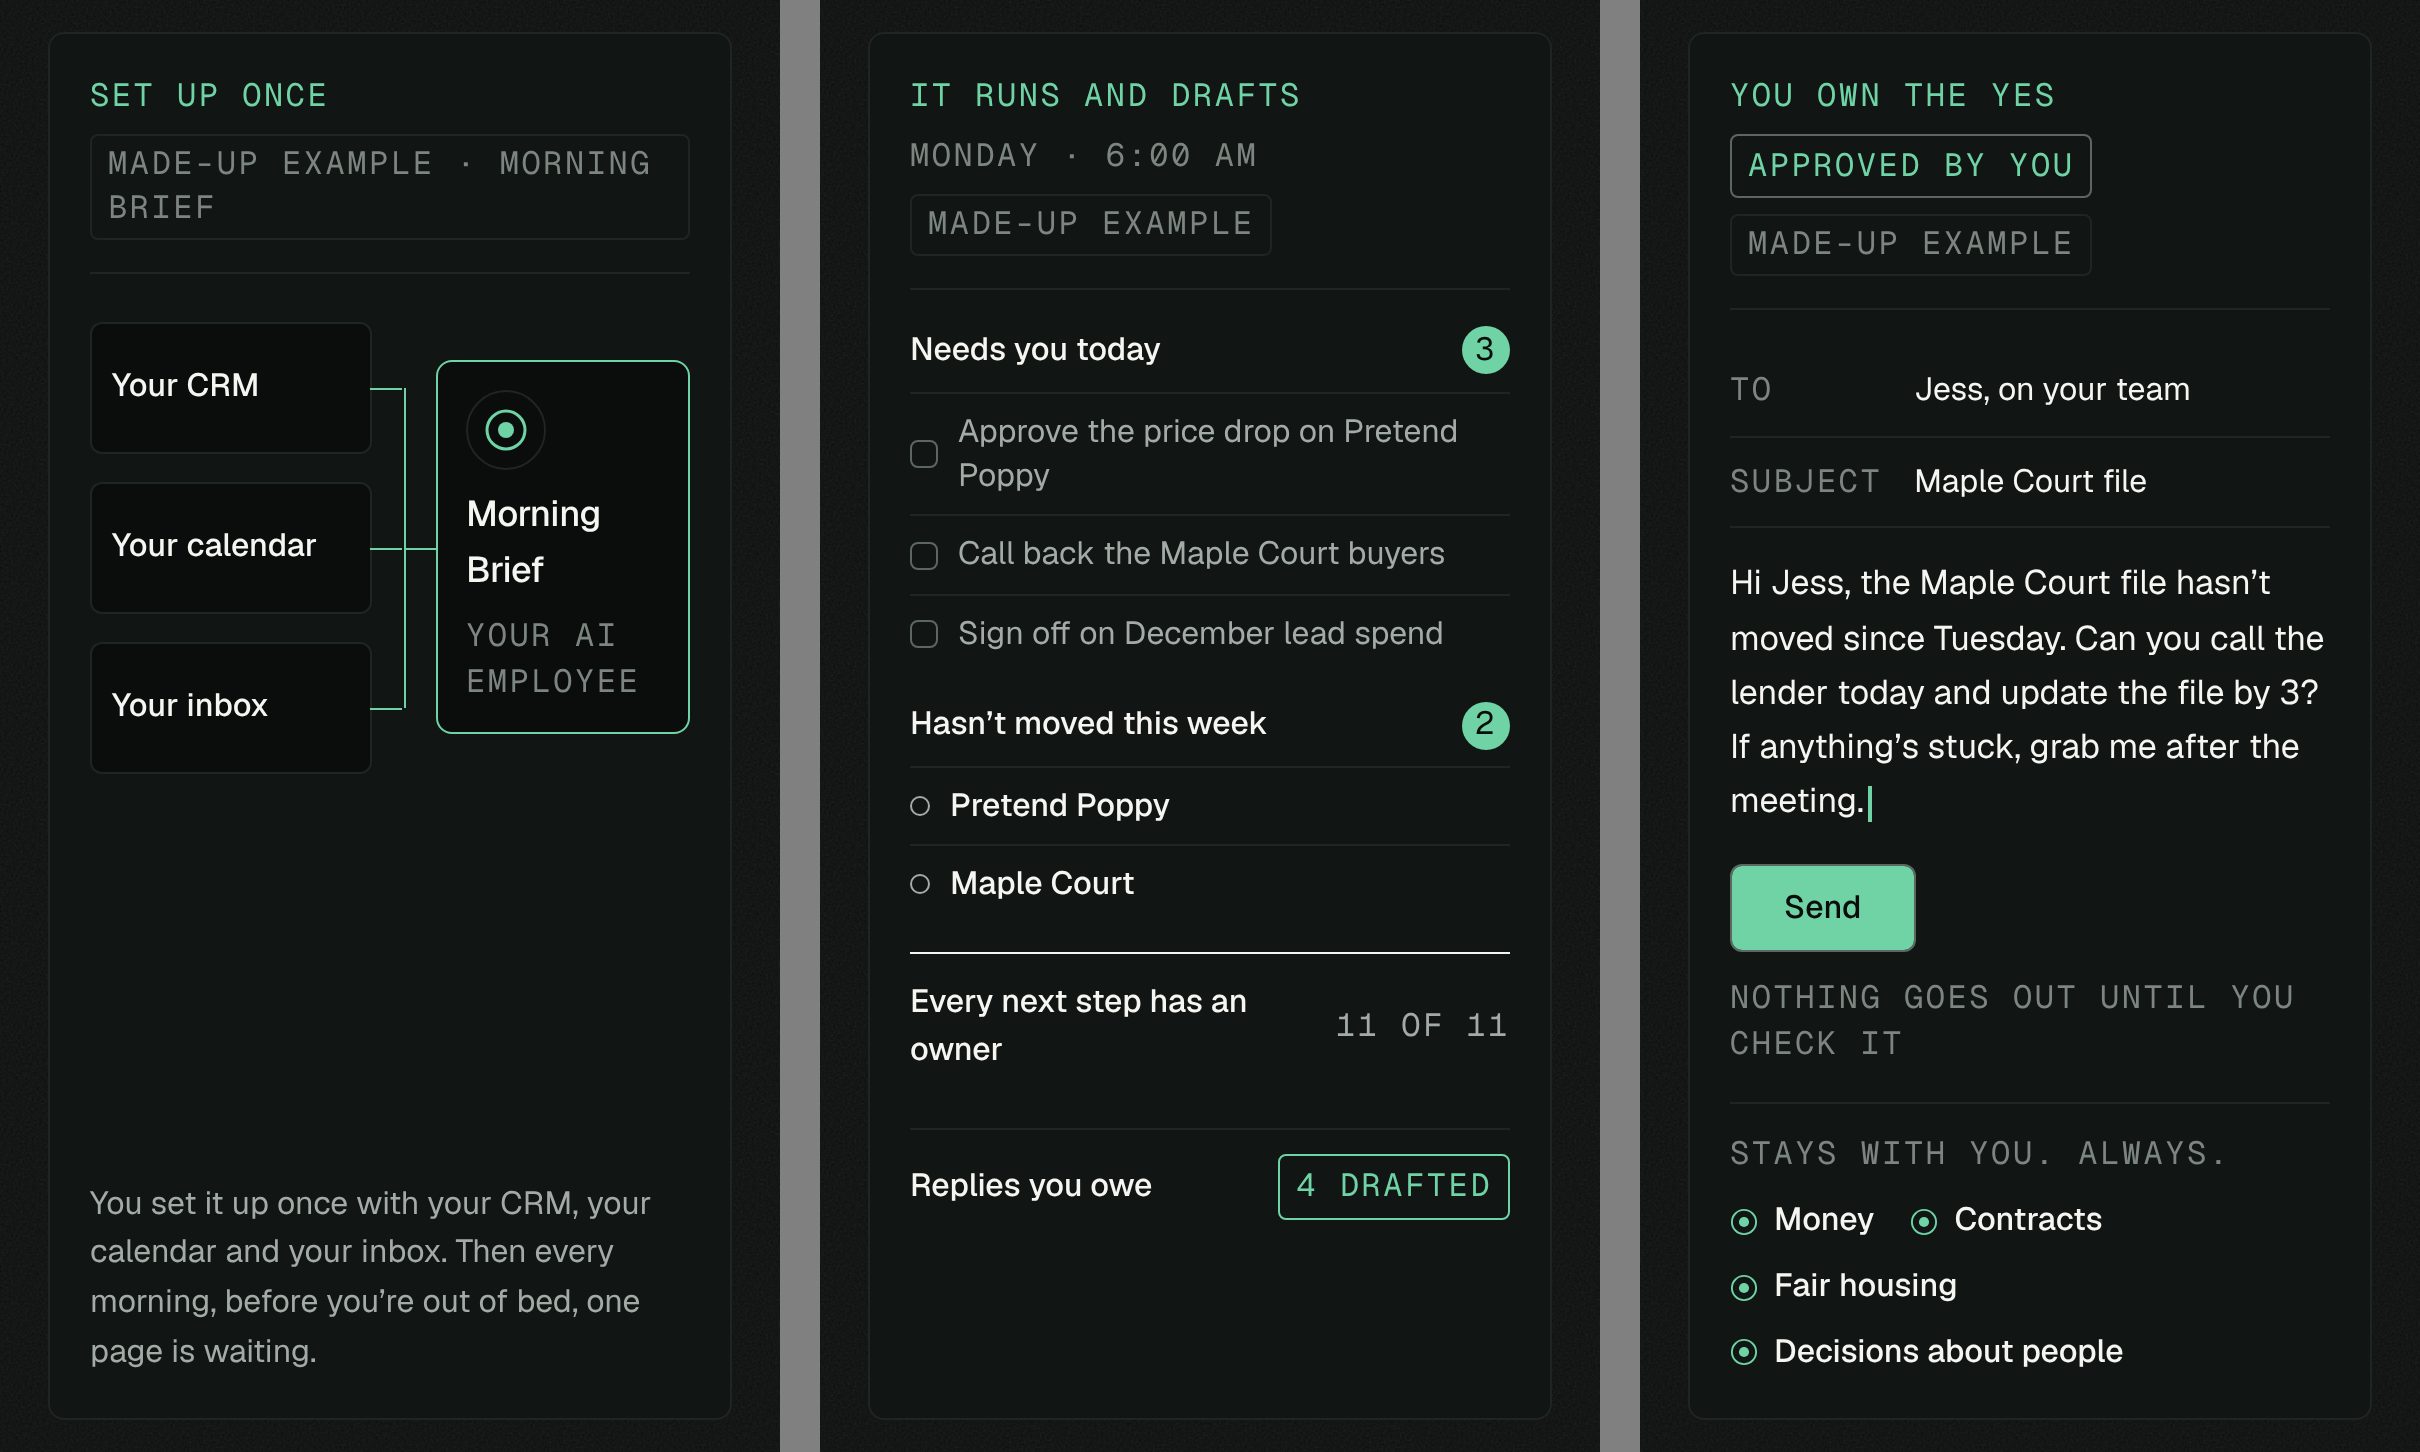 SET UP ONCE
MADE-UP EXAMPLE · MORNING
BRIEF
Your CRM
Your calendar
Your inbox
Morning
Brief
YOUR AI
EMPLOYEE
You set it up once with your CRM, your
calendar and your inbox. Then every
morning, before you’re out of bed, one
page is waiting.
IT RUNS AND DRAFTS
MONDAY · 6:00 AM
MADE-UP EXAMPLE
Needs you today 3
Approve the price drop on Pretend
Poppy
Call back the Maple Court buyers
Sign off on December lead spend
Hasn’t moved this week 2
Pretend Poppy
Maple Court
Every next step has an
owner
11 OF 11
Replies you owe 4 DRAFTED
YOU OWN THE YES
APPROVED BY YOU
MADE-UP EXAMPLE
TO Jess, on your team
SUBJECT Maple Court file
Hi Jess, the Maple Court file hasn’t
moved since Tuesday. Can you call the
lender today and update the file by 3?
If anything’s stuck, grab me after the
meeting.
Send
NOTHING GOES OUT UNTIL YOU
CHECK IT
STAYS WITH YOU. ALWAYS.
Money Contracts
Fair housing
Decisions about people